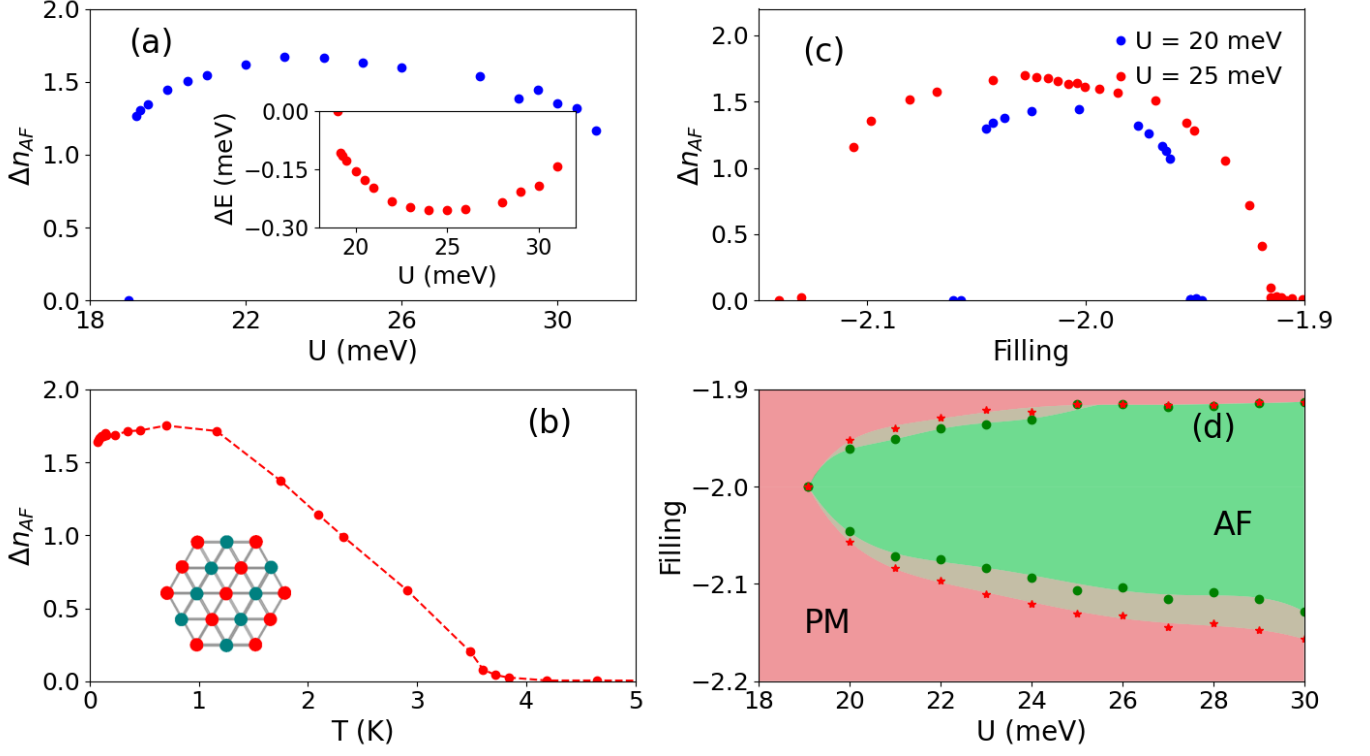 (a)
Δn_AF
2.0
1.5
1.0
0.5
0.0
18
22
26
30
U (meV)
ΔE (meV)
0.00
−0.15
−0.30
20
25
30
U (meV)
(c)
U = 20 meV
U = 25 meV
Δn_AF
2.0
1.5
1.0
0.5
0.0
−2.1
−2.0
−1.9
Filling
(b)
Δn_AF
2.0
1.5
1.0
0.5
0.0
0
1
2
3
4
5
T (K)
(d)
AF
PM
Filling
−1.9
−2.0
−2.1
−2.2
18
20
22
24
26
28
30
U (meV)